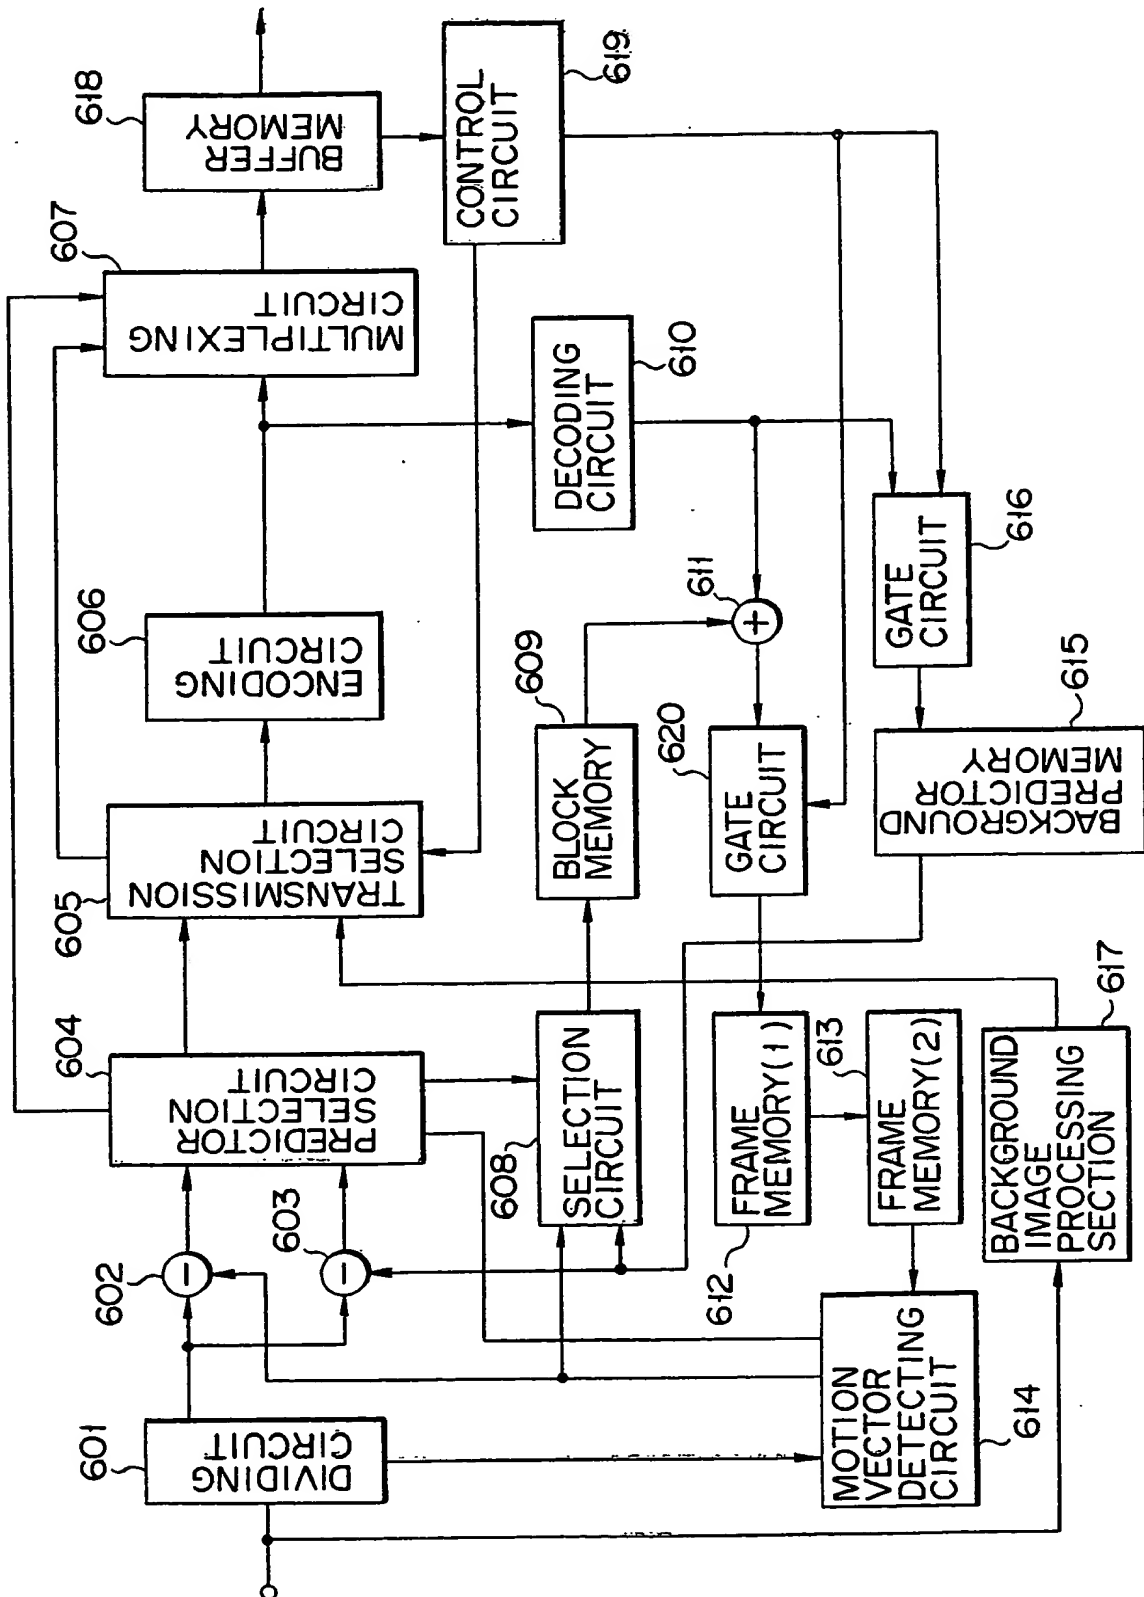 601
DIVIDING
CIRCUIT
602
603
604
PREDICTOR
SELECTION
CIRCUIT
605
TRANSMISSION
SELECTION
CIRCUIT
606
ENCODING
CIRCUIT
607
MULTIPLEXING
CIRCUIT
618
BUFFER
MEMORY
619
CONTROL
CIRCUIT
610
DECODING
CIRCUIT
611
609
BLOCK
MEMORY
608
SELECTION
CIRCUIT
620
GATE
CIRCUIT
616
GATE
CIRCUIT
615
BACKGROUND
PREDICTOR
MEMORY
612
FRAME
MEMORY(1)
613
FRAME
MEMORY(2)
614
MOTION
VECTOR
DETECTING
CIRCUIT
617
BACKGROUND
IMAGE
PROCESSING
SECTION